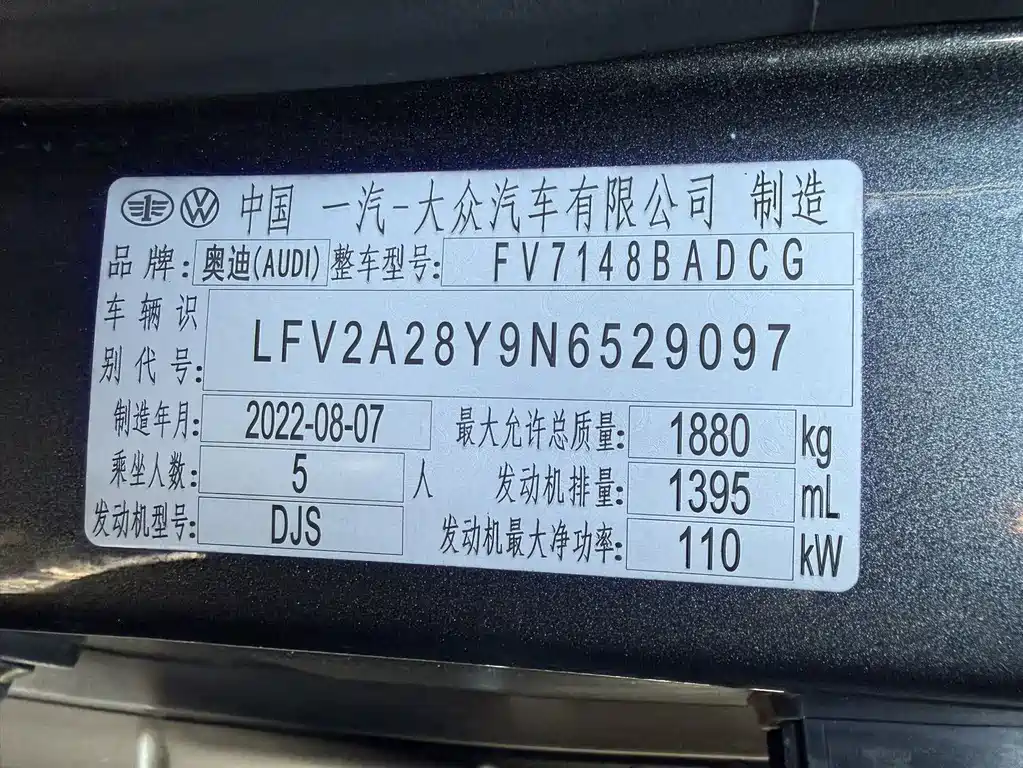 中国 一汽-大众汽车有限公司 制造
品牌: 奥迪(AUDI) 整车型号: FV7148BADCG
车辆识别代号: LFV2A28Y9N6529097
制造年月: 2022-08-07 最大允许总质量: 1880 kg
乘坐人数: 5 人 发动机排量: 1395 mL
发动机型号: DJS 发动机最大净功率: 110 kW